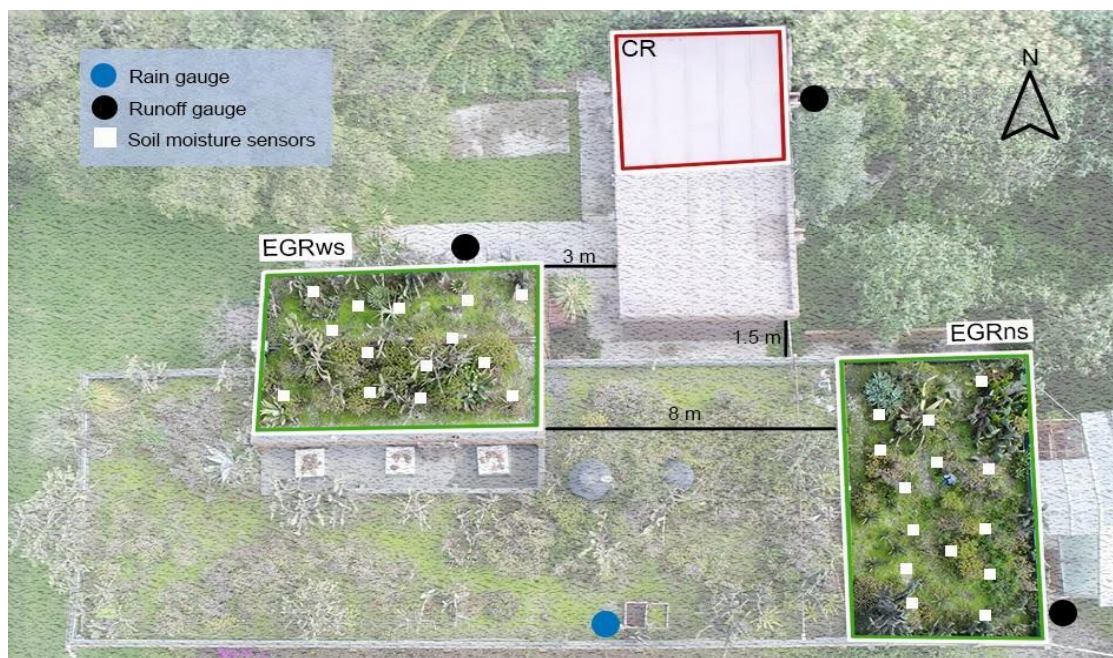 CR
N
Rain gauge
Runoff gauge
Soil moisture sensors
EGRws
3 m
1.5 m
EGRns
8 m